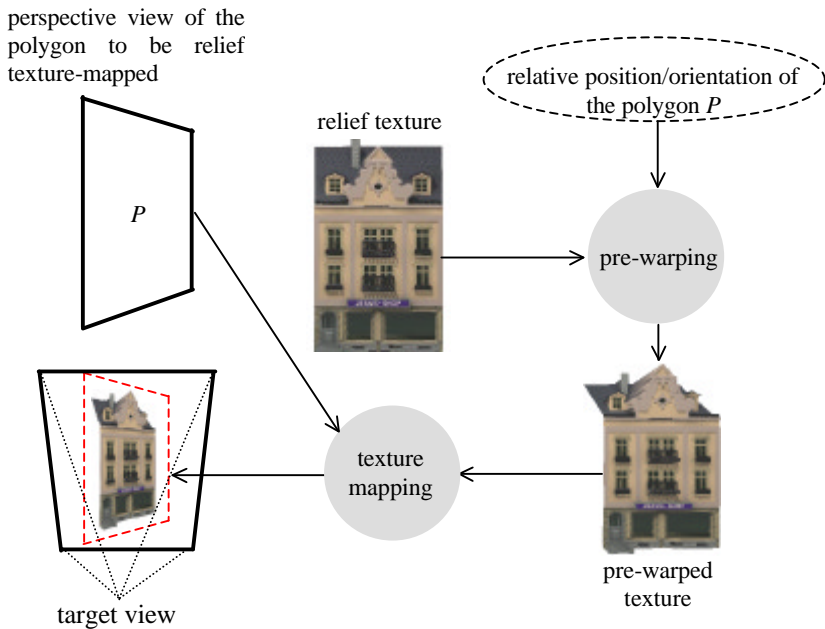 perspective view of the
polygon to be relief
texture-mapped
relative position/orientation of
the polygon P
relief texture
P
pre-warping
texture
mapping
pre-warped
texture
target view